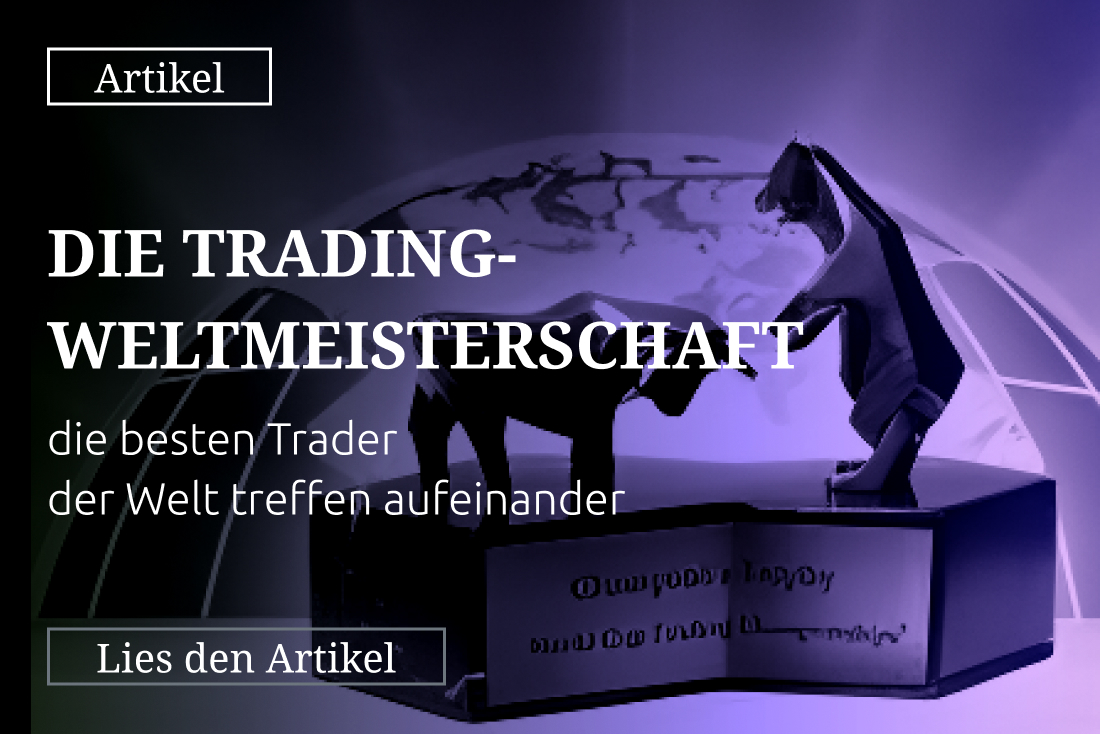 Artikel
DIE TRADING-
WELTMEISTERSCHAFT
die besten Trader
der Welt treffen aufeinander
Lies den Artikel